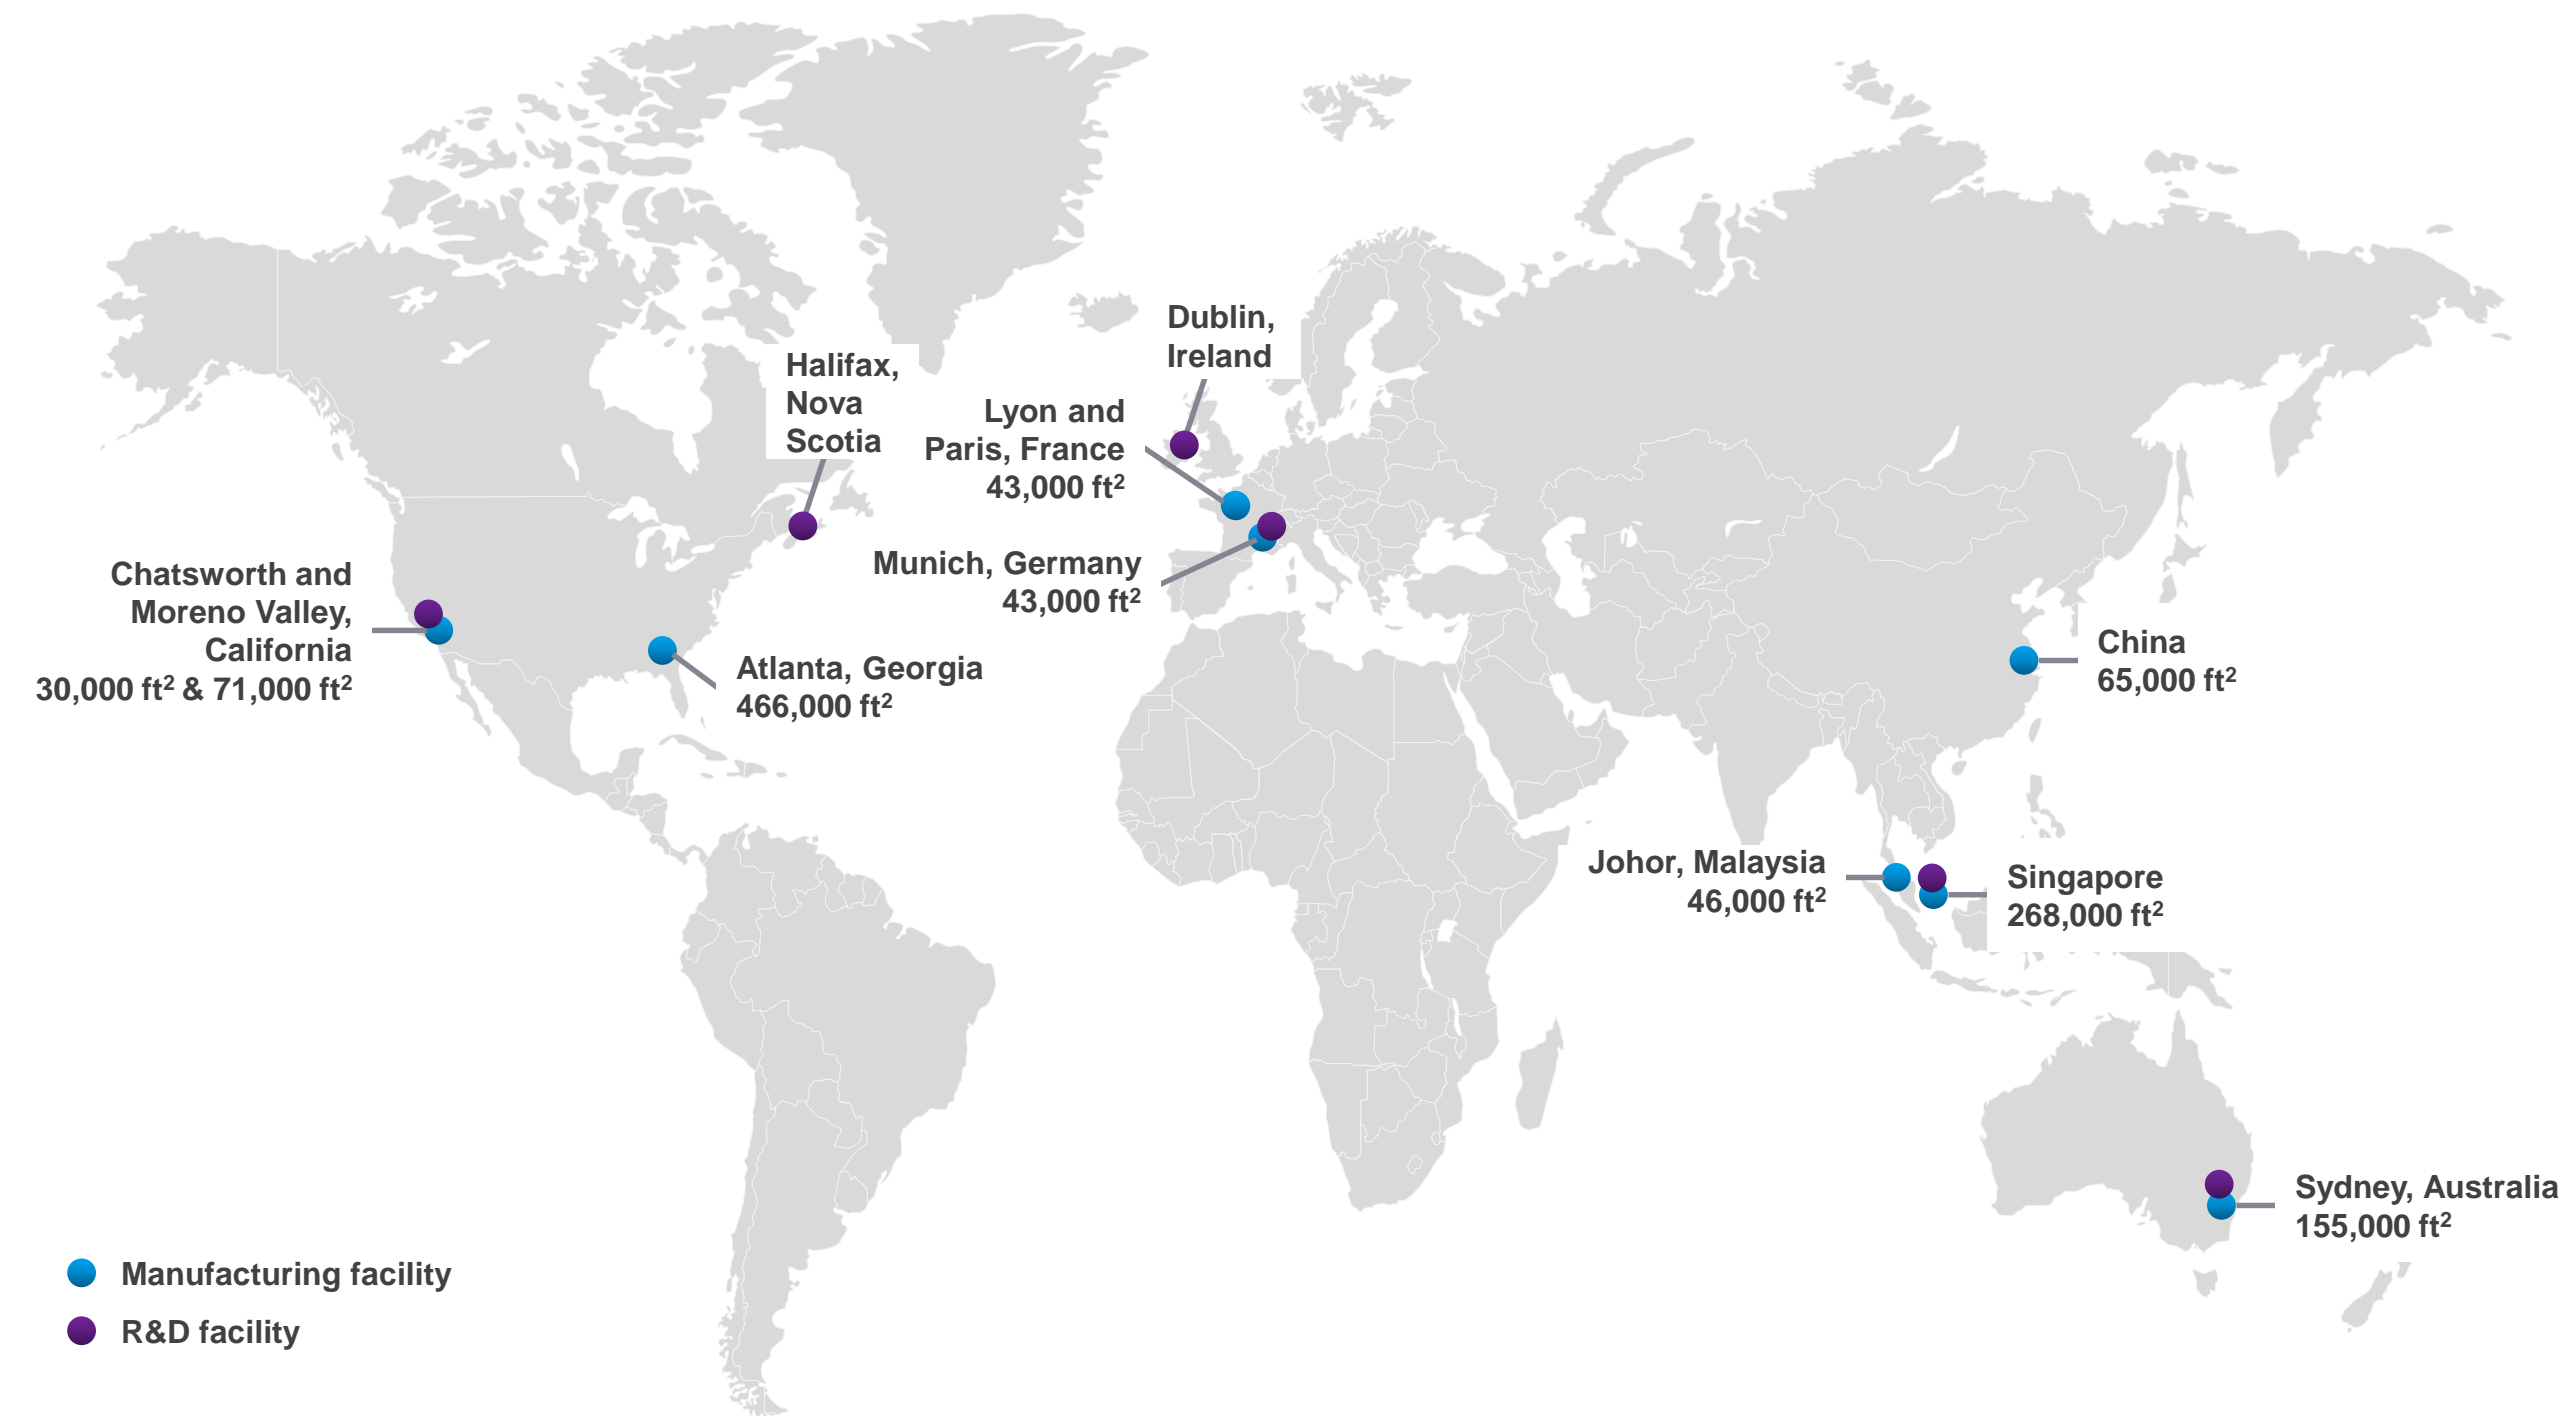 Dublin,
Ireland
Halifax,
Nova
Scotia
Lyon and
Paris, France
43,000 ft²
Munich, Germany
43,000 ft²
Chatsworth and
Moreno Valley,
California
30,000 ft² & 71,000 ft²
Atlanta, Georgia
466,000 ft²
China
65,000 ft²
Johor, Malaysia
46,000 ft²
Singapore
268,000 ft²
Sydney, Australia
155,000 ft²
Manufacturing facility
R&D facility